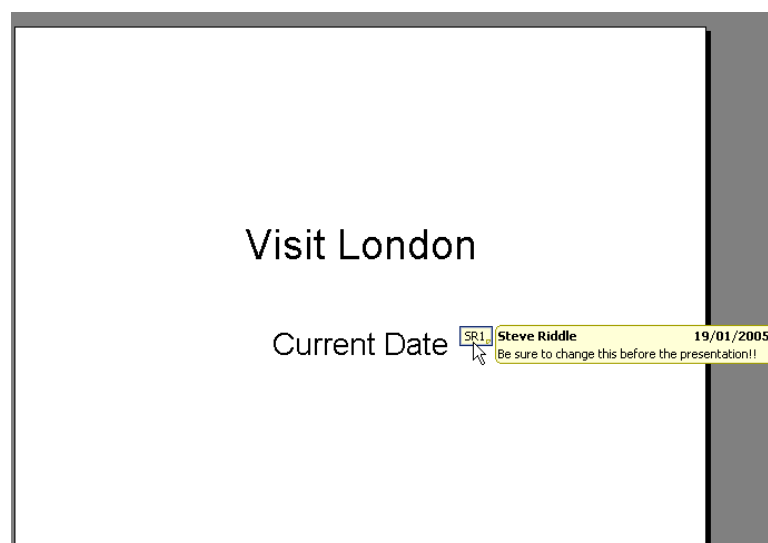 Visit London
Current Date
SR1
Steve Riddle 19/01/2005
Be sure to change this before the presentation!!